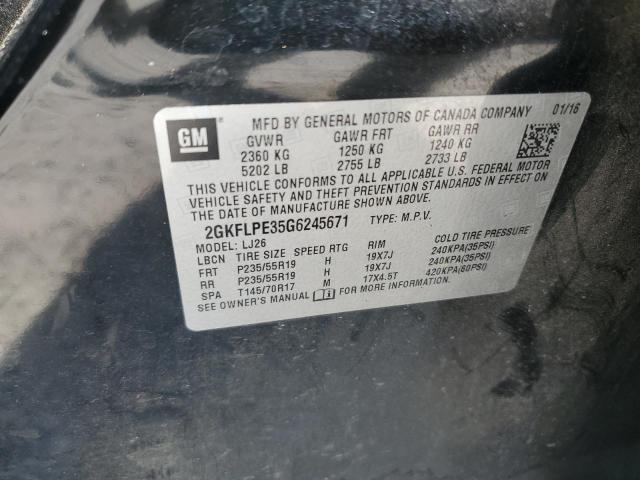 GM
MFD BY GENERAL MOTORS OF CANADA COMPANY 01/16
GVWR GAWR FRT GAWR RR
2360 KG 1250 KG 1240 KG
5202 LB 2755 LB 2733 LB
THIS VEHICLE CONFORMS TO ALL APPLICABLE U.S. FEDERAL MOTOR
VEHICLE SAFETY AND THEFT PREVENTION STANDARDS IN EFFECT ON
THE DATE OF MANUFACTURE SHOWN ABOVE.
2GKFLPE35G6245671 TYPE: M.P.V.
MODEL: LJ26
LBCN TIRE SIZE SPEED RTG RIM COLD TIRE PRESSURE
FRT P235/55R19 H 19X7J 240KPA(35PSI)
RR P235/55R19 H 19X7J 240KPA(35PSI)
SPA T145/70R17 M 17X4.5T 420KPA(60PSI)
SEE OWNER'S MANUAL FOR MORE INFORMATION.